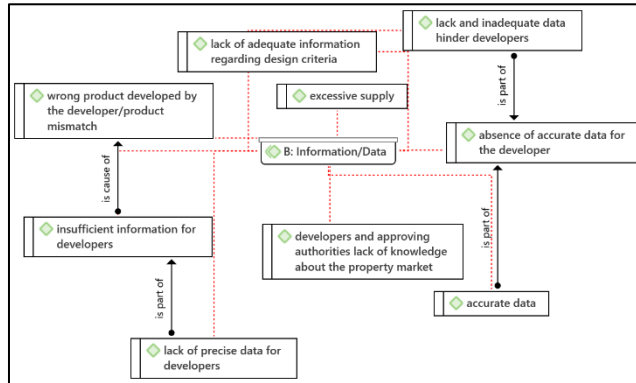 lack and inadequate data
hinder developers
lack of adequate information
regarding design criteria
is part of
wrong product developed by
the developer/product
mismatch
excessive supply
absence of accurate data for
the developer
B: Information/Data
is cause of
is part of
insufficient information for
developers
developers and approving
authorities lack of knowledge
about the property market
is part of
accurate data
lack of precise data for
developers